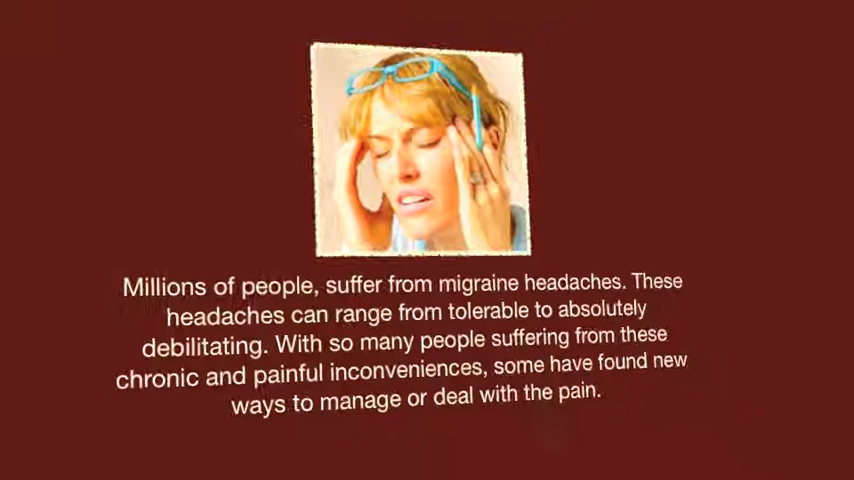 Millions of people, suffer from migraine headaches. These
headaches can range from tolerable to absolutely
debilitating. With so many people suffering from these
chronic and painful inconveniences, some have found new
ways to manage or deal with the pain.